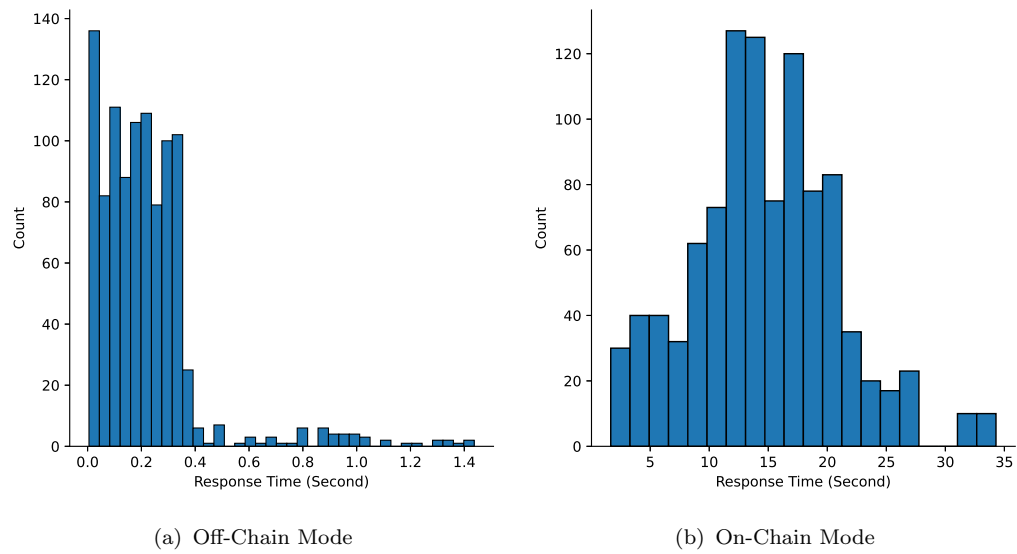 140
120
100
80
60
40
20
0
Count
0.0 0.2 0.4 0.6 0.8 1.0 1.2 1.4
Response Time (Second)
(a) Off-Chain Mode
120
100
80
60
40
20
0
Count
5 10 15 20 25 30 35
Response Time (Second)
(b) On-Chain Mode